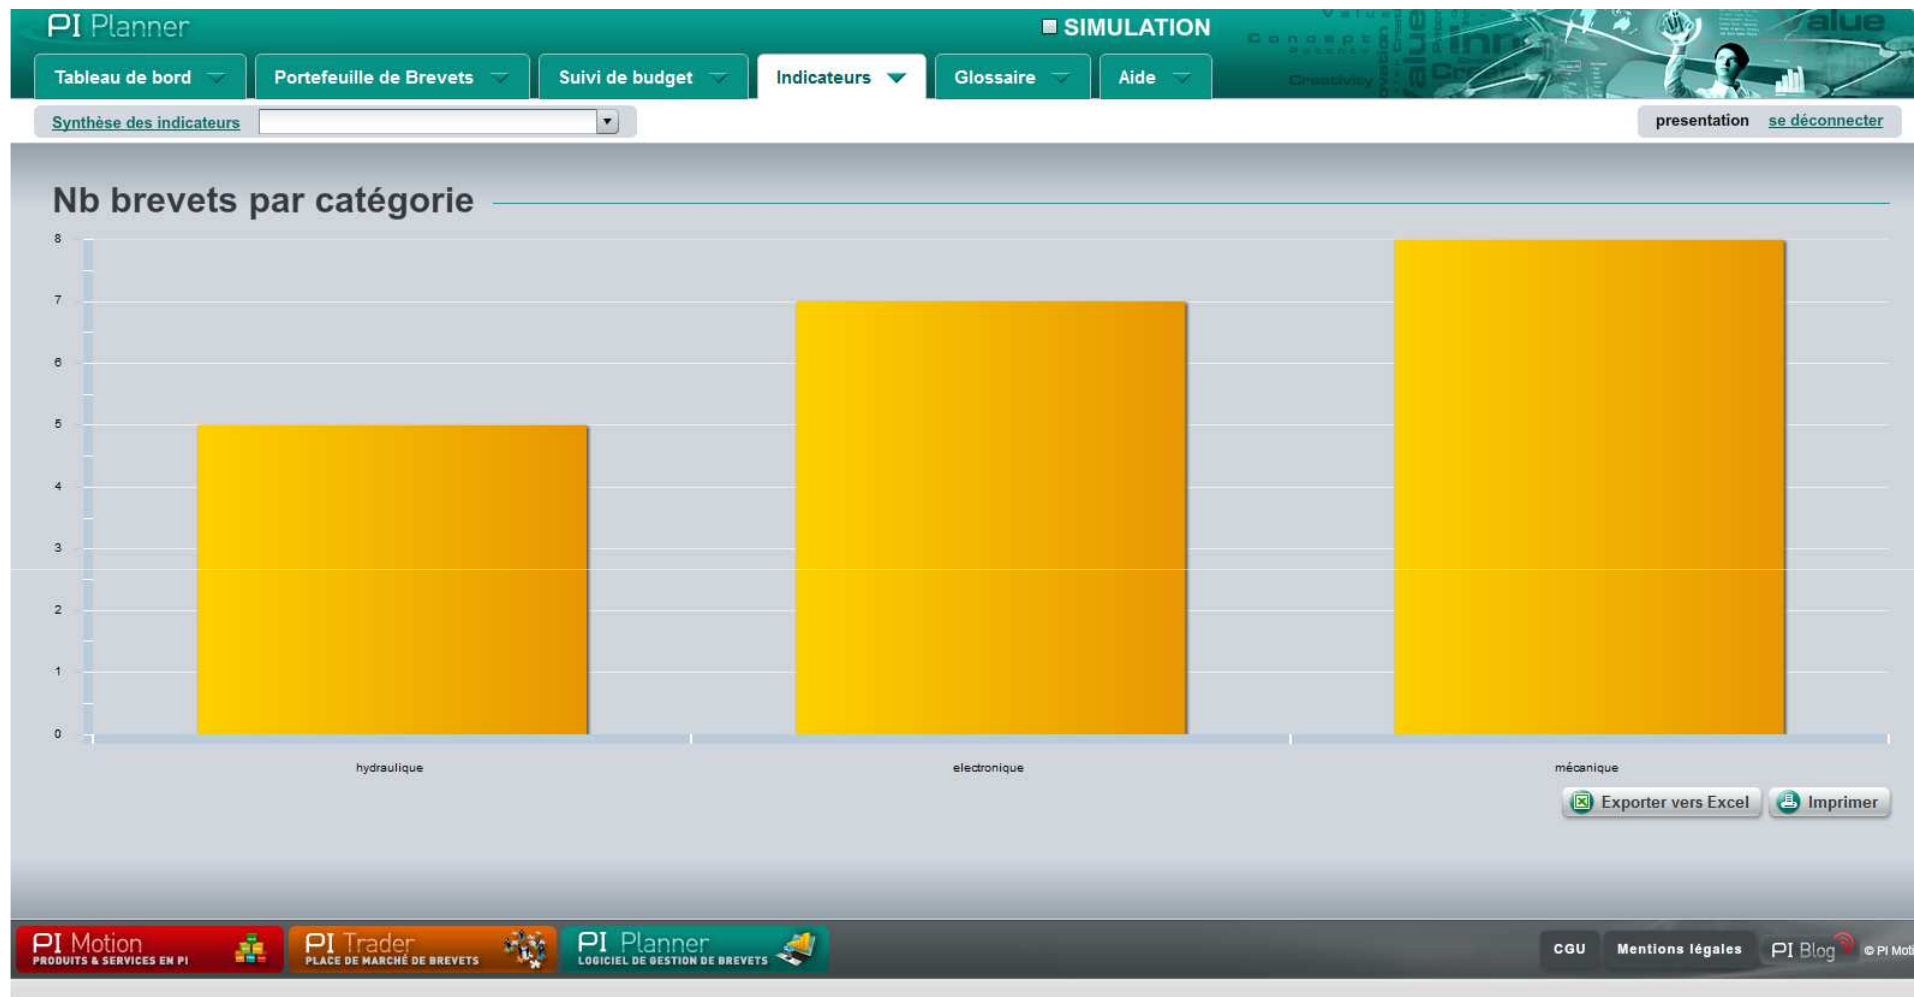 PI Planner
SIMULATION
Tableau de bord
Portefeuille de Brevets
Suivi de budget
Indicateurs
Glossaire
Aide
Synthèse des indicateurs
presentation se déconnecter
Nb brevets par catégorie
8
7
6
5
4
3
2
1
0
hydraulique
electronique
mécanique
Exporter vers Excel
Imprimer
PI Motion
PRODUITS & SERVICES EN PI
PI Trader
PLACE DE MARCHÉ DE BREVETS
PI Planner
LOGICIEL DE GESTION DE BREVETS
CGU
Mentions légales
PI Blog
© PI Moti